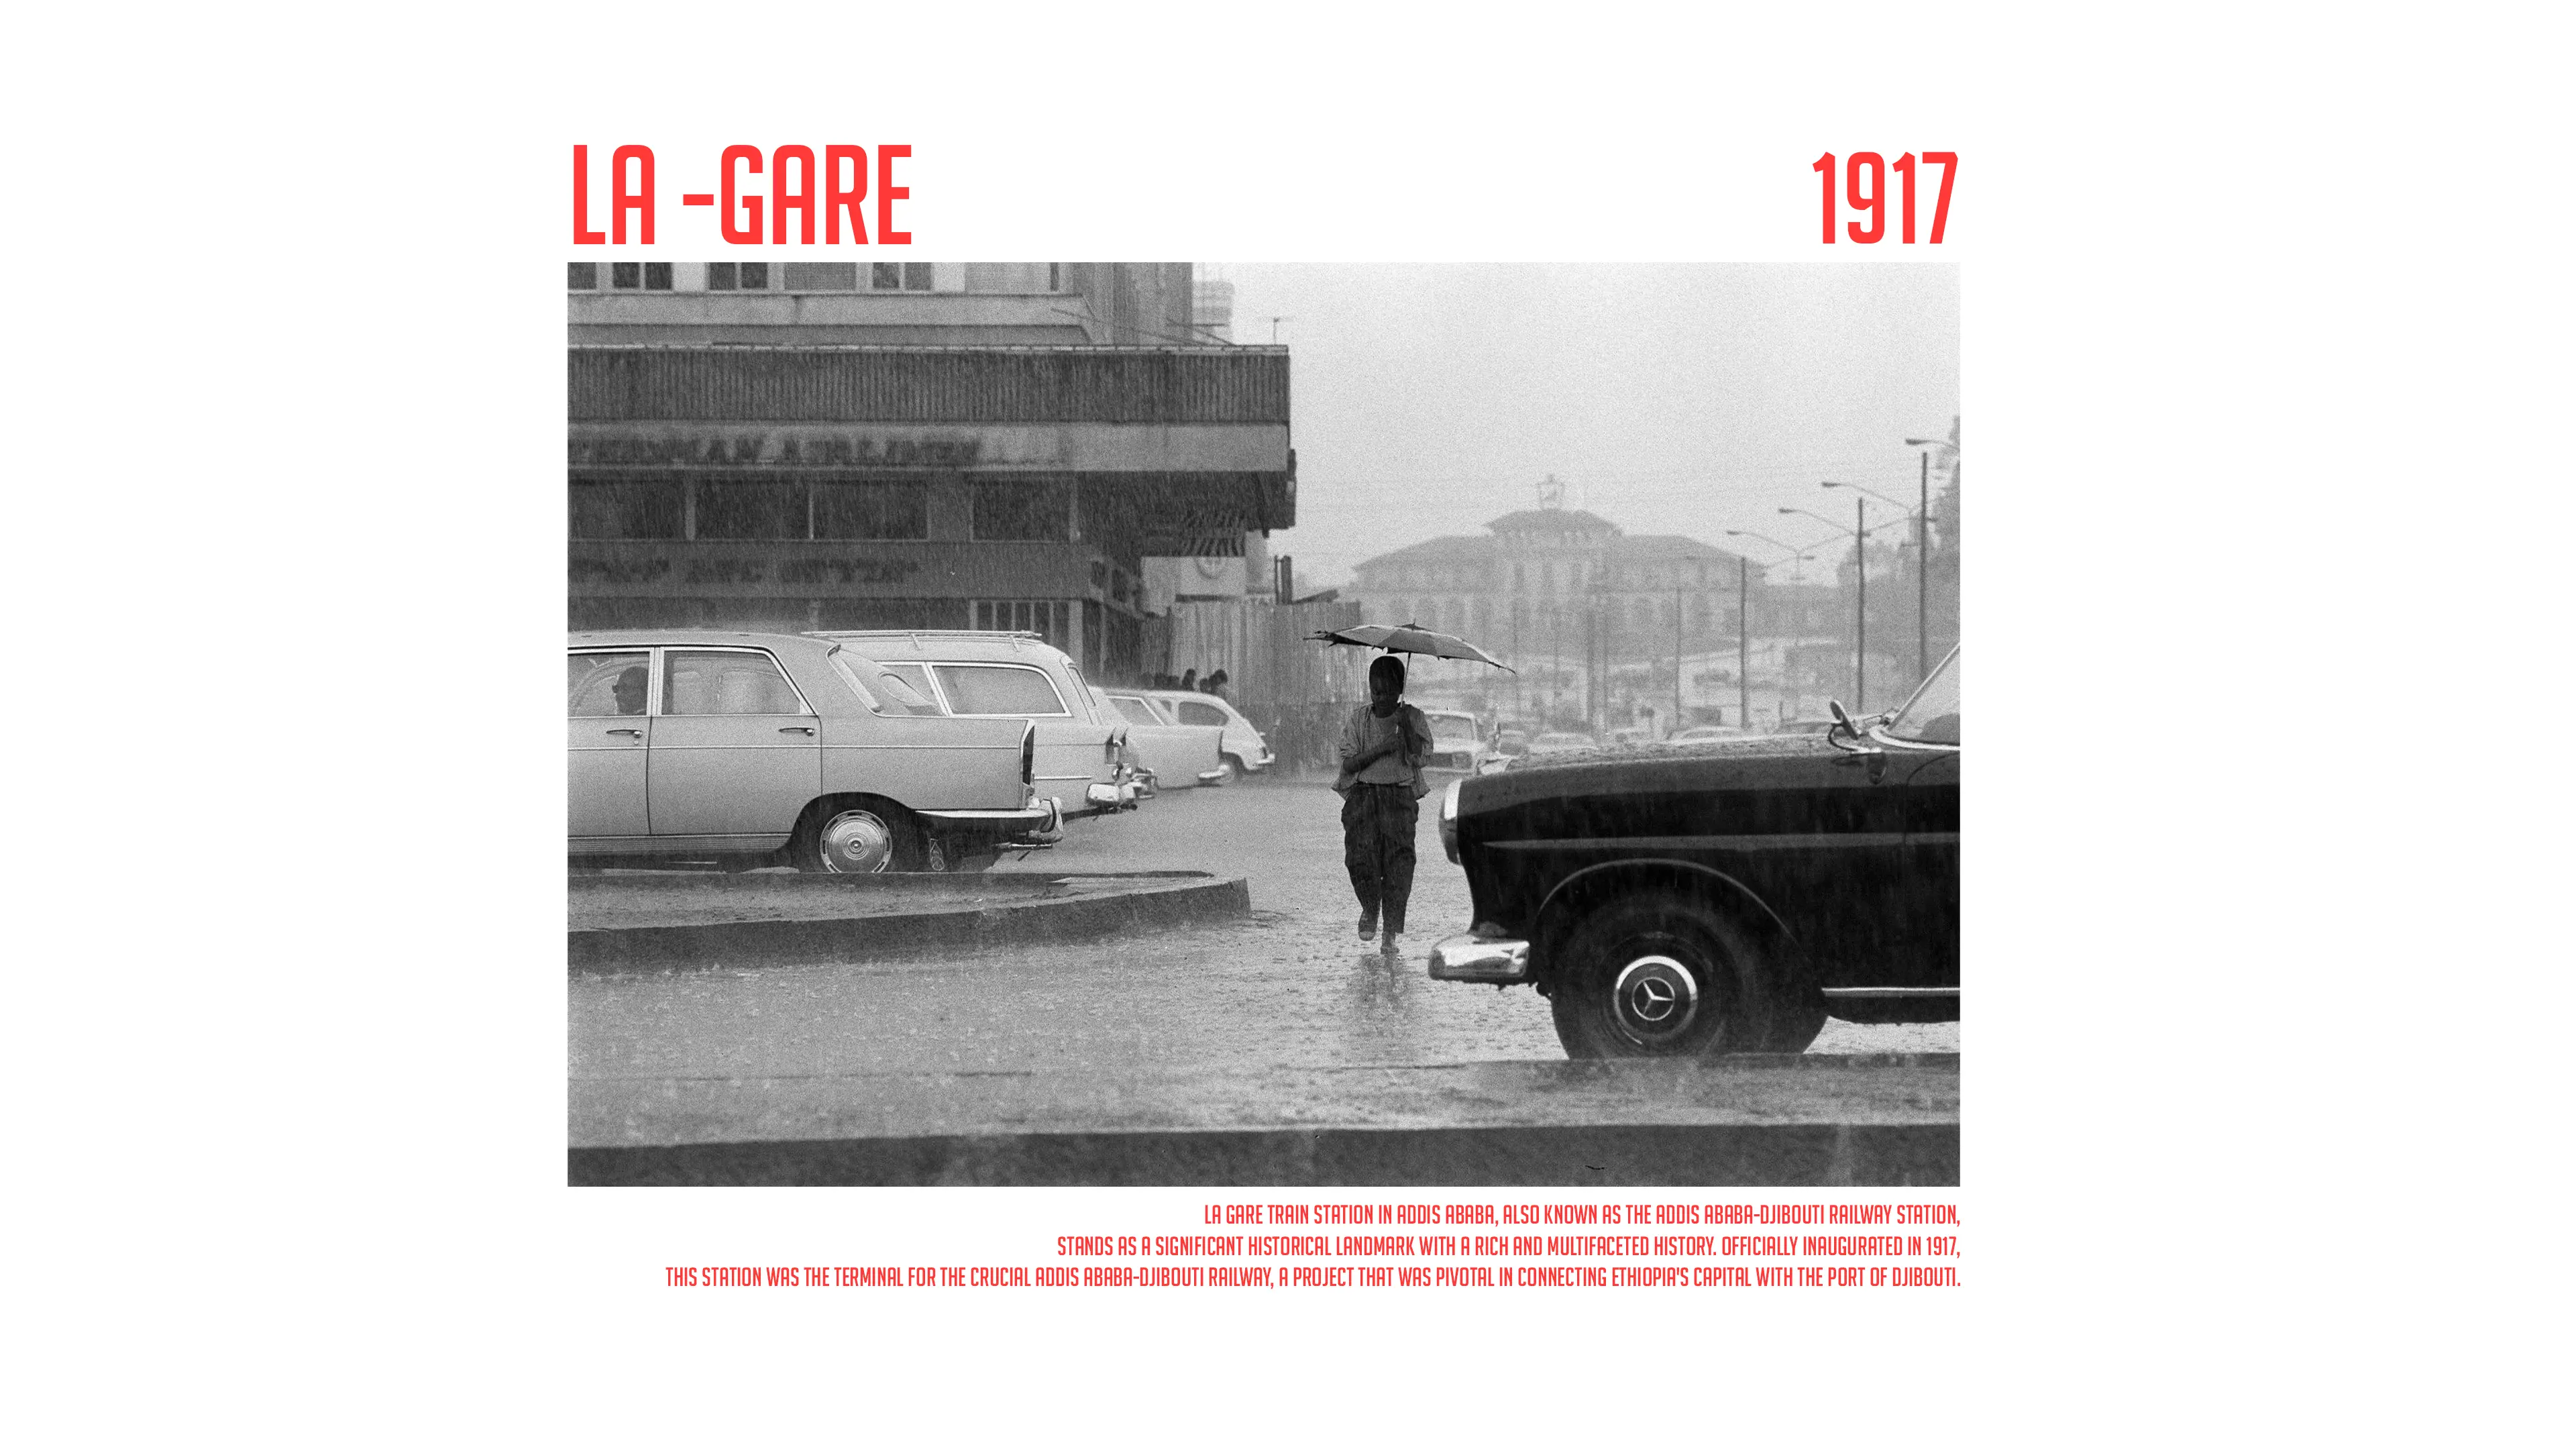 LA -GARE
1917
LA GARE TRAIN STATION IN ADDIS ABABA, ALSO KNOWN AS THE ADDIS ABABA-DJIBOUTI RAILWAY STATION,
STANDS AS A SIGNIFICANT HISTORICAL LANDMARK WITH A RICH AND MULTIFACETED HISTORY. OFFICIALLY INAUGURATED IN 1917,
THIS STATION WAS THE TERMINAL FOR THE CRUCIAL ADDIS ABABA-DJIBOUTI RAILWAY, A PROJECT THAT WAS PIVOTAL IN CONNECTING ETHIOPIA'S CAPITAL WITH THE PORT OF DJIBOUTI.